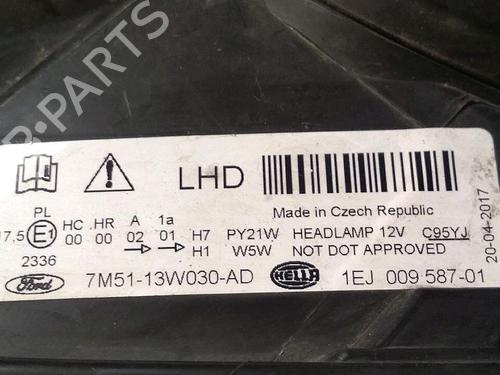 B-PARTS
LHD
Made in Czech Republic
PL HC HR A 1a
17,5 E1 00 00 02 01 H7 PY21W HEADLAMP 12V C95YJ
2336 H1 W5W NOT DOT APPROVED
Ford 7M51-13W030-AD HELLA 1EJ 009 587-01
20-04-2017